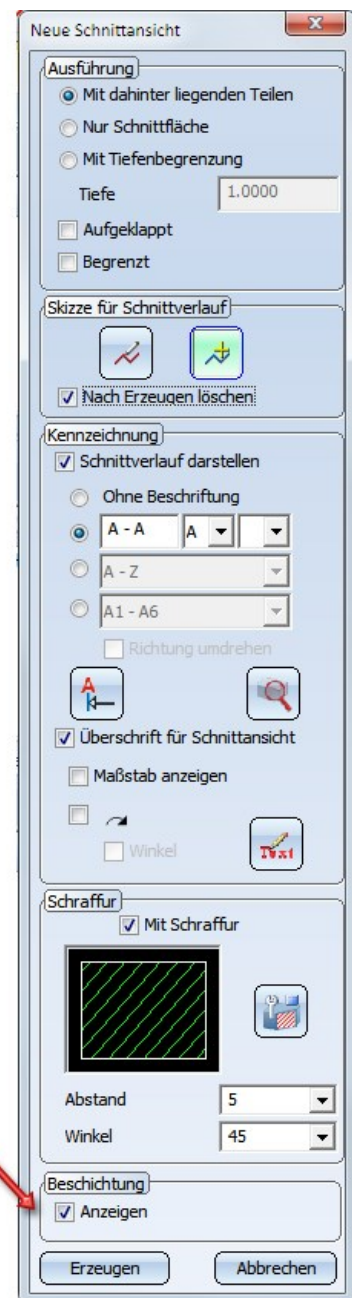 Neue Schnittansicht
Ausführung
Mit dahinter liegenden Teilen
Nur Schnittfläche
Mit Tiefenbegrenzung
Tiefe 1.0000
Aufgeklappt
Begrenzt
Skizze für Schnittverlauf
Nach Erzeugen löschen
Kennzeichnung
Schnittverlauf darstellen
Ohne Beschriftung
A - A A
A - Z
A1 - A6
Richtung umdrehen
A
Überschrift für Schnittansicht
Maßstab anzeigen
Winkel
Text
Schraffur
Mit Schraffur
Abstand 5
Winkel 45
Beschichtung
Anzeigen
Erzeugen Abbrechen